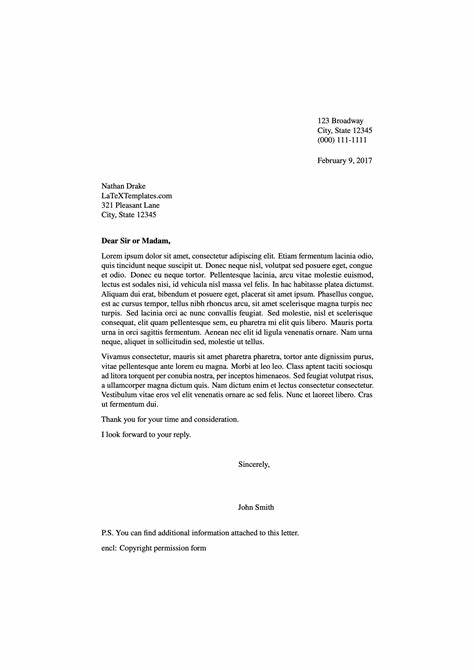 123 Broadway
City, State 12345
(000) 111-1111
February 9, 2017
Nathan Drake
LaTeXTemplates.com
321 Pleasant Lane
City, State 12345
Dear Sir or Madam,
Lorem ipsum dolor sit amet, consectetur adipiscing elit. Etiam fermentum lacinia odio,
quis tincidunt neque suscipit ut. Donec neque nisl, volutpat sed posuere eget, congue
et odio. Donec eu neque tortor. Pellentesque lacinia, arcu vitae molestie euismod,
lectus est sodales nisi, id vehicula nisl massa vel felis. In hac habitasse platea dictumst.
Aliquam dui erat, bibendum et posuere eget, placerat sit amet ipsum. Phasellus congue,
est ac cursus tempor, tellus nibh rhoncus arcu, sit amet scelerisque magna turpis nec
turpis. Sed lacinia orci ac nunc convallis feugiat. Sed molestie, nisl et scelerisque
consequat, elit quam pellentesque sem, eu pharetra mi elit quis libero. Mauris porta
urna in orci sagittis fermentum. Aenean nec elit id ligula venenatis ornare. Nam urna
neque, aliquet in sollicitudin sed, molestie ut tellus.
Vivamus consectetur, mauris sit amet pharetra pharetra, tortor ante dignissim purus,
vitae pellentesque ante lorem eu magna. Morbi at leo leo. Class aptent taciti sociosqu
ad litora torquent per conubia nostra, per inceptos himenaeos. Sed feugiat volutpat risus,
a ullamcorper magna dictum quis. Nam dictum enim et lectus consectetur consectetur.
Vestibulum vitae eros vel elit venenatis ornare ac sed felis. Nunc et laoreet libero. Cras
ut fermentum dui.
Thank you for your time and consideration.
I look forward to your reply.
Sincerely,
John Smith
P.S. You can find additional information attached to this letter.
encl: Copyright permission form